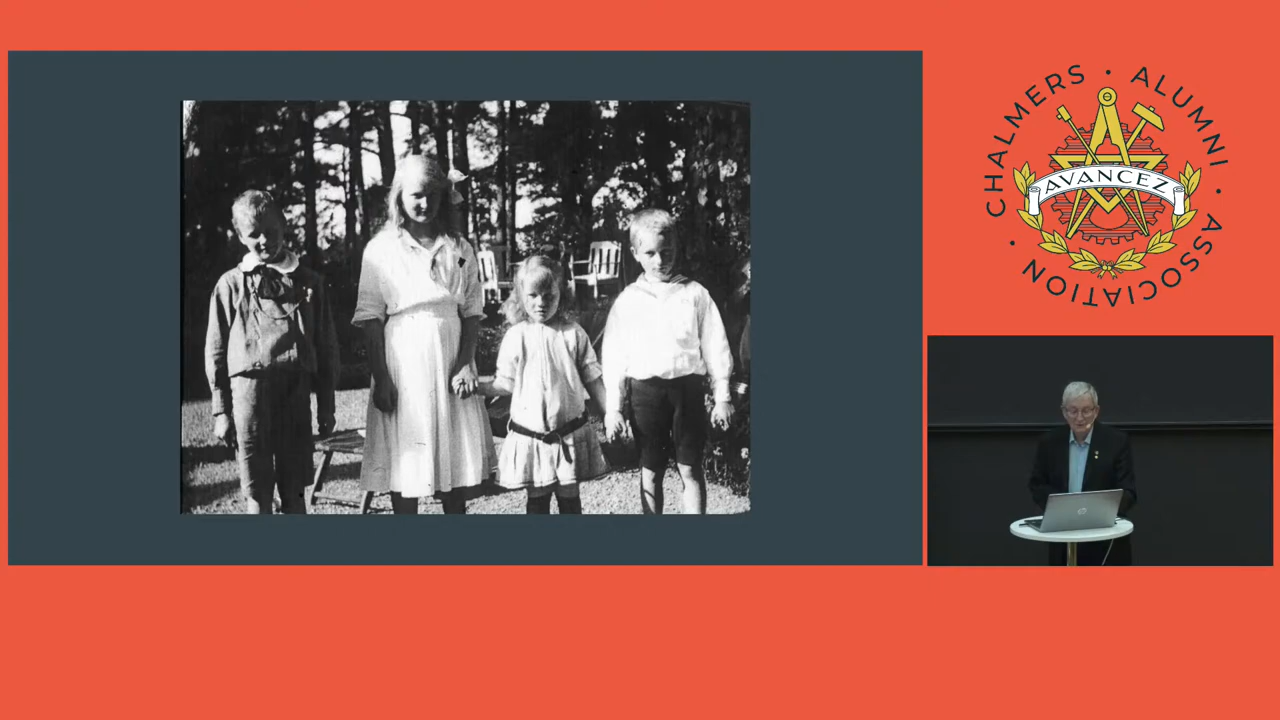 CHALMERS • ALUMNI • ASSOCIATION •
AVANCEZ